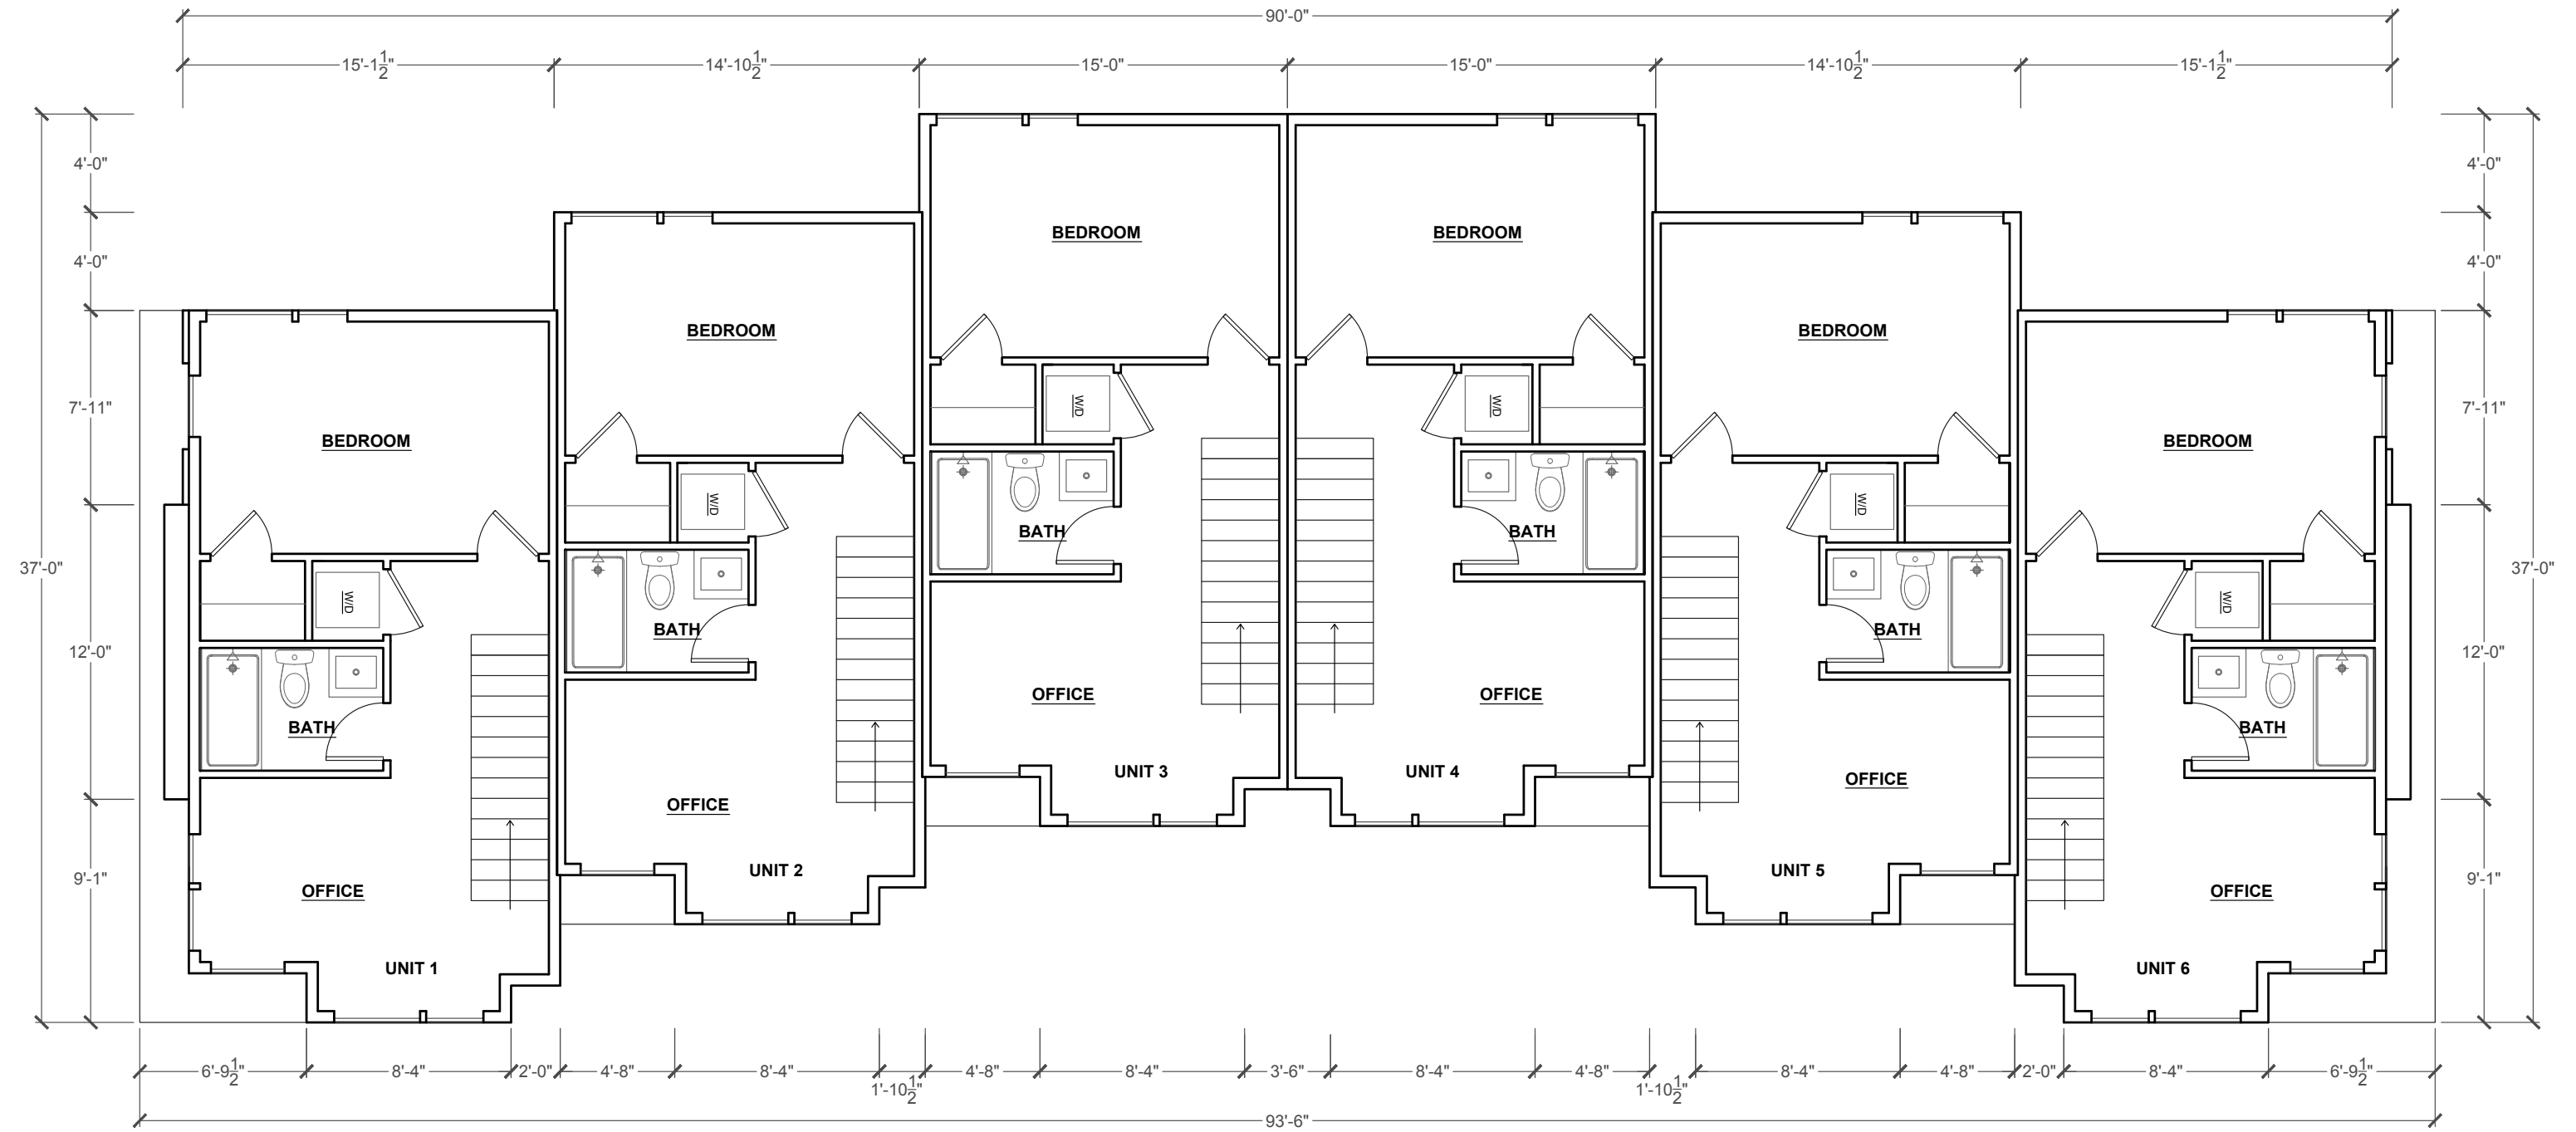 90'-0"
15'-1 1/2" 14'-10 1/2" 15'-0" 15'-0" 14'-10 1/2" 15'-1 1/2"
4'-0" 4'-0"
BEDROOM BEDROOM
4'-0" 4'-0"
BEDROOM BEDROOM
7'-11" W/D W/D 7'-11"
BEDROOM BEDROOM
W/D W/D
BATH BATH
37'-0" 37'-0"
W/D W/D
BATH BATH
12'-0" 12'-0"
OFFICE OFFICE
BATH BATH
UNIT 3 UNIT 4
OFFICE OFFICE
UNIT 2 UNIT 5
9'-1" 9'-1"
OFFICE OFFICE
UNIT 1 UNIT 6
6'-9 1/2" 8'-4" 2'-0" 4'-8" 8'-4" 1'-10 1/2" 4'-8" 8'-4" 3'-6" 8'-4" 4'-8" 1'-10 1/2" 8'-4" 4'-8" 2'-0" 8'-4" 6'-9 1/2"
93'-6"